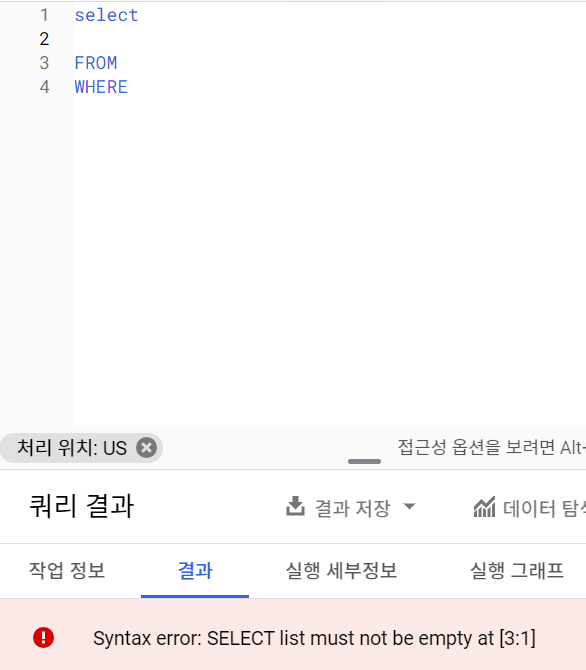 1 select
2
3 FROM
4 WHERE
처리 위치: US
접근성 옵션을 보려면 Alt+
쿼리 결과
결과 저장
데이터 탐색
작업 정보
결과
실행 세부정보
실행 그래프
Syntax error: SELECT list must not be empty at [3:1]